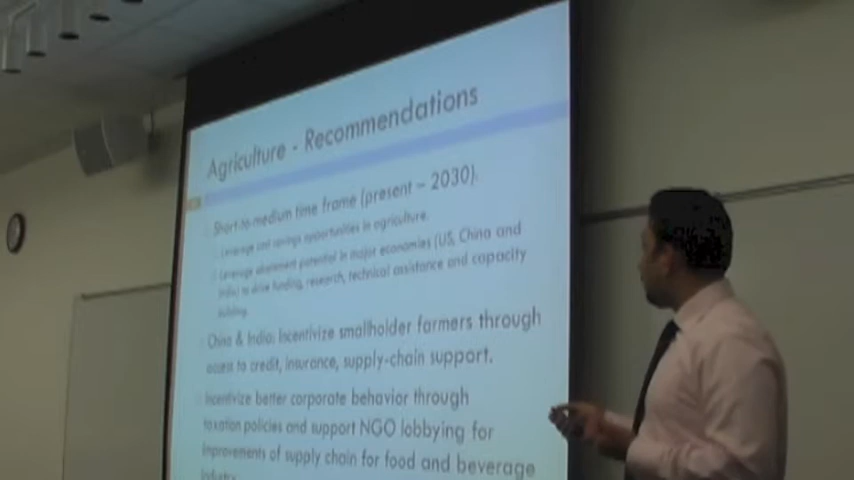 Agriculture - Recommendations
Short-to-medium time frame (present – 2030).
Leverage cost savings opportunities in agriculture.
Leverage abatement potential in major economies (US, China and
India) to drive funding, research, technical assistance and capacity
building.
China & India: Incentivize smallholder farmers through
access to credit, insurance, supply-chain support.
Incentivize better corporate behavior through
taxation policies and support NGO lobbying for
improvements of supply chain for food and beverage
industry.